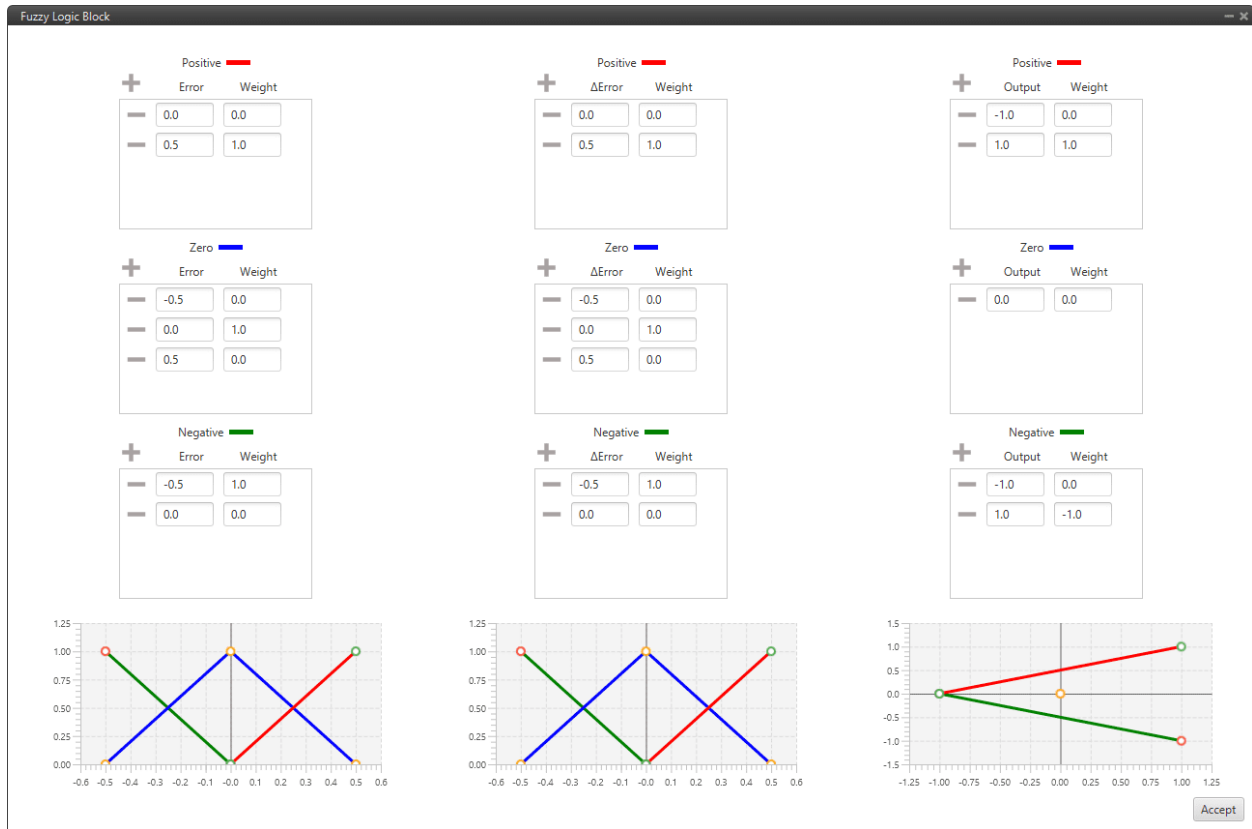 Fuzzy Logic Block
Positive
Error Weight
0.0 0.0
0.5 1.0
Zero
Error Weight
-0.5 0.0
0.0 1.0
0.5 0.0
Negative
Error Weight
-0.5 1.0
0.0 0.0
1.25
1.00
0.75
0.50
0.25
0.00
-0.6 -0.5 -0.4 -0.3 -0.2 -0.1 -0.0 0.1 0.2 0.3 0.4 0.5 0.6
Positive
ΔError Weight
0.0 0.0
0.5 1.0
Zero
ΔError Weight
-0.5 0.0
0.0 1.0
0.5 0.0
Negative
ΔError Weight
-0.5 1.0
0.0 0.0
1.25
1.00
0.75
0.50
0.25
0.00
-0.6 -0.5 -0.4 -0.3 -0.2 -0.1 -0.0 0.1 0.2 0.3 0.4 0.5 0.6
Positive
Output Weight
-1.0 0.0
1.0 1.0
Zero
Output Weight
0.0 0.0
Negative
Output Weight
-1.0 0.0
1.0 -1.0
1.5
1.0
0.5
0.0
-0.5
-1.0
-1.5
-1.25 -1.00 -0.75 -0.50 -0.25 0.00 0.25 0.50 0.75 1.00 1.25
Accept